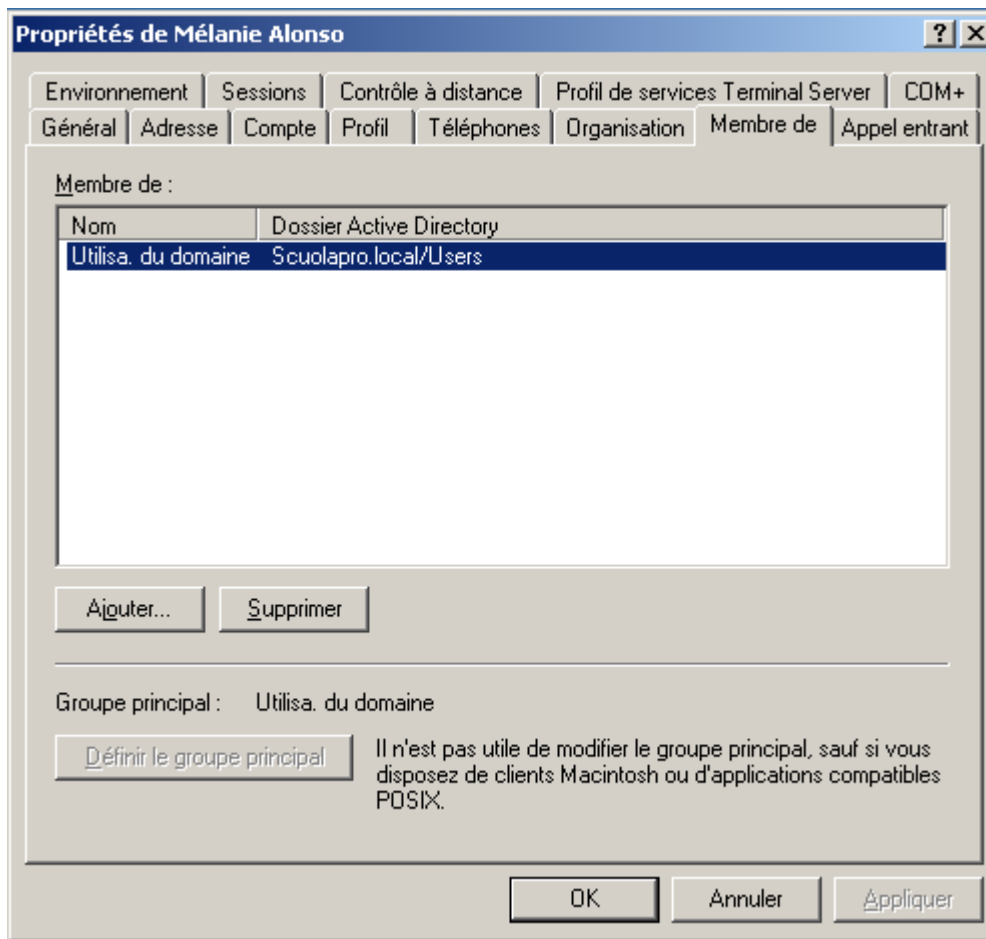 Propriétés de Mélanie Alonso
Environnement Sessions Contrôle à distance Profil de services Terminal Server COM+
Général Adresse Compte Profil Téléphones Organisation Membre de Appel entrant
Membre de :
Nom Dossier Active Directory
Utilisa. du domaine Scuolapro.local/Users
Ajouter... Supprimer
Groupe principal : Utilisa. du domaine
Définir le groupe principal
Il n'est pas utile de modifier le groupe principal, sauf si vous
disposez de clients Macintosh ou d'applications compatibles
POSIX.
OK Annuler Appliquer